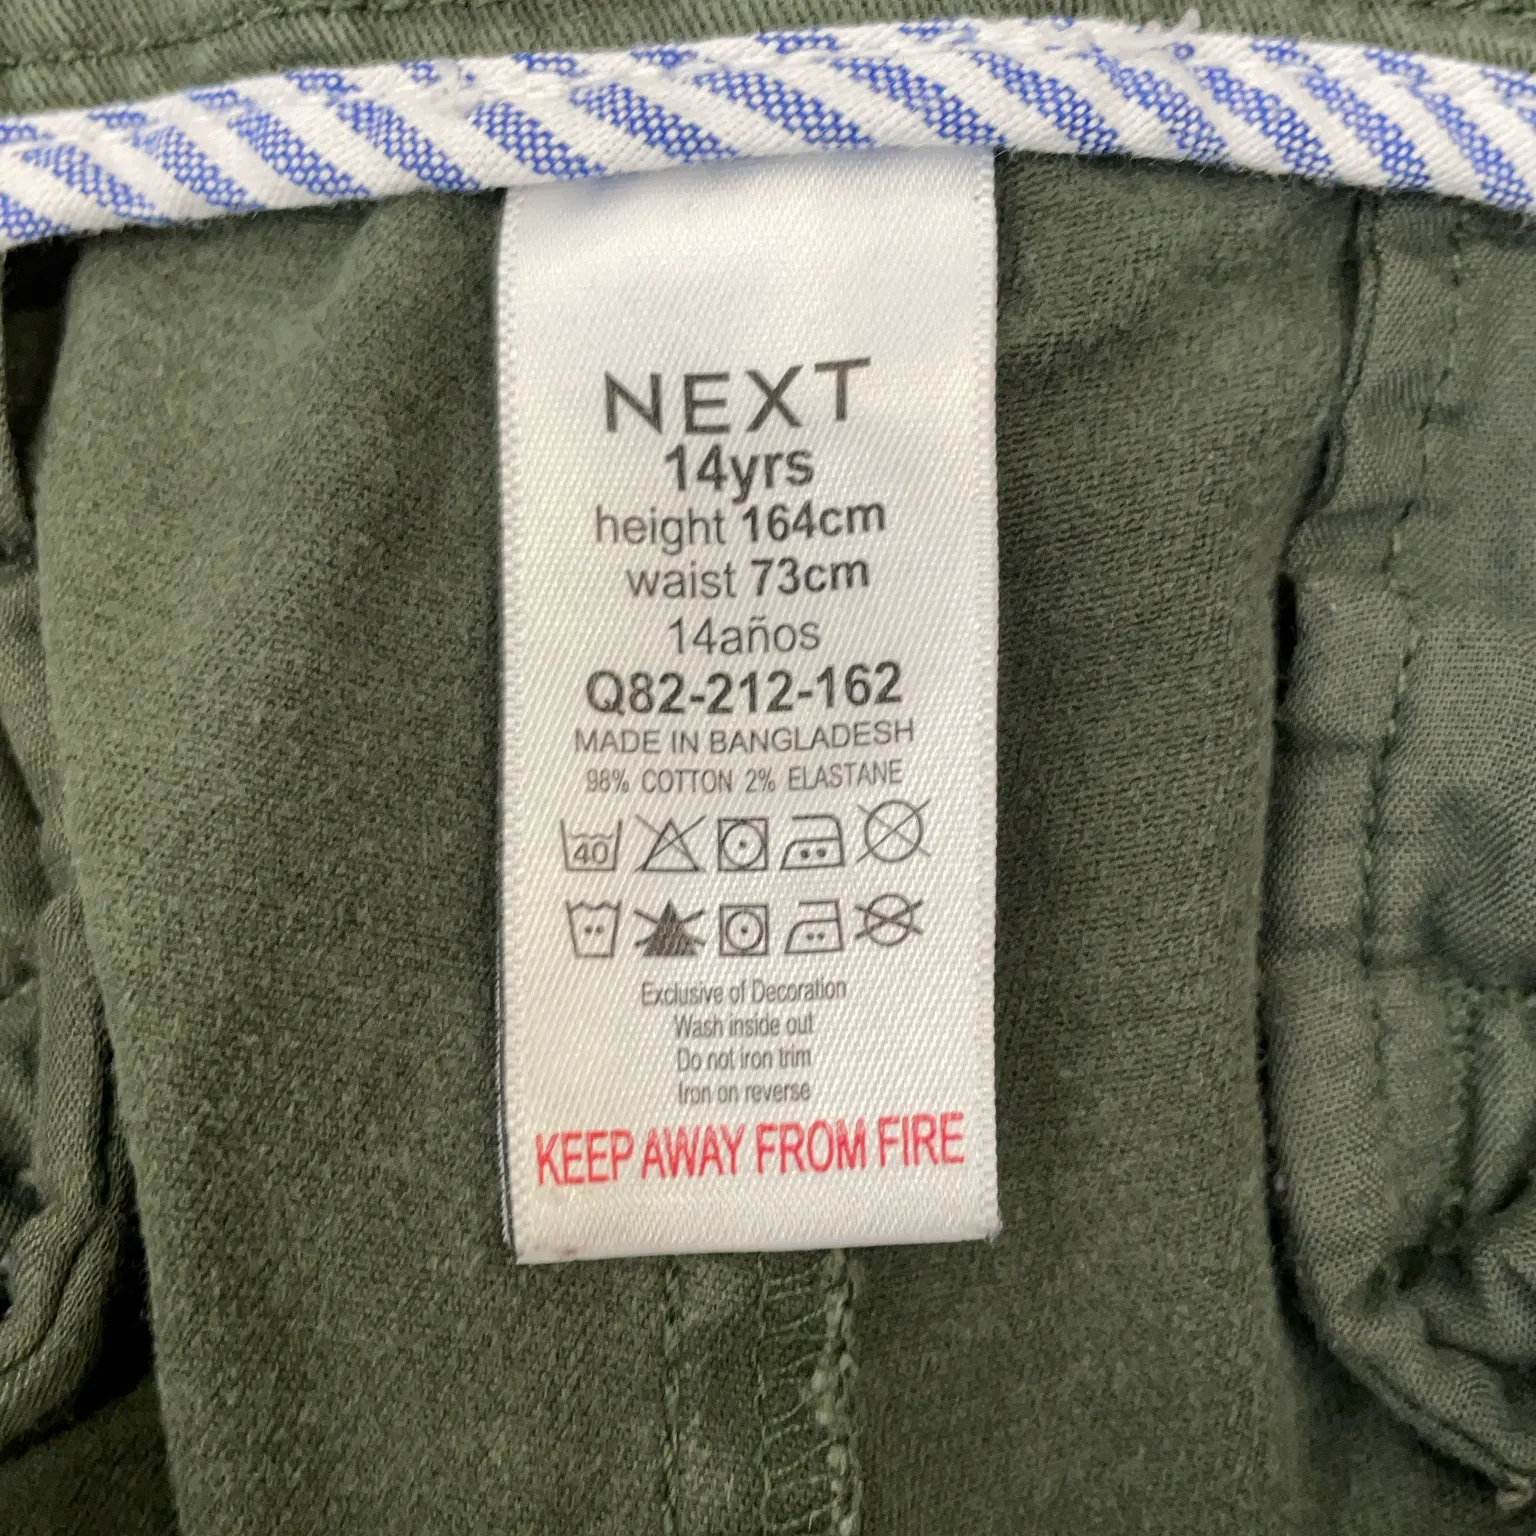 NEXT
14yrs
height 164cm
waist 73cm
14años
Q82-212-162
MADE IN BANGLADESH
98% COTTON 2% ELASTANE
40
Exclusive of Decoration
Wash inside out
Do not iron trim
Iron on reverse
KEEP AWAY FROM FIRE